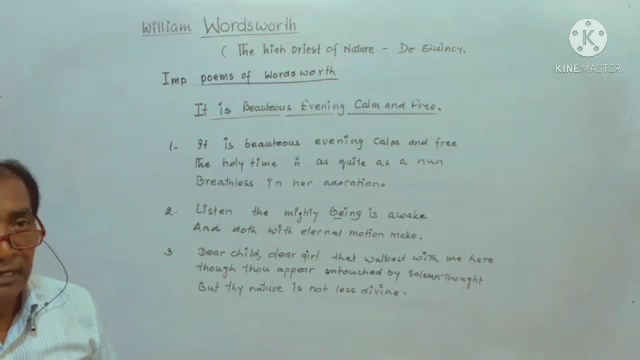 William Wordsworth
( The high Priest of Nature - De Quincy.
Imp poems of Wordsworth
It is Beauteous Evening Calm and Free.
1- It is beauteous evening calm and free
The holy time is as quite as a nun
Breathless in her adoration.
2. Listen the mighty Being is awake
And doth with eternal motion make.
3. Dear child, dear girl that walkest with me here
though thou appear untouched by solemn thought
But thy nature is not less divine.
KINEMASTER